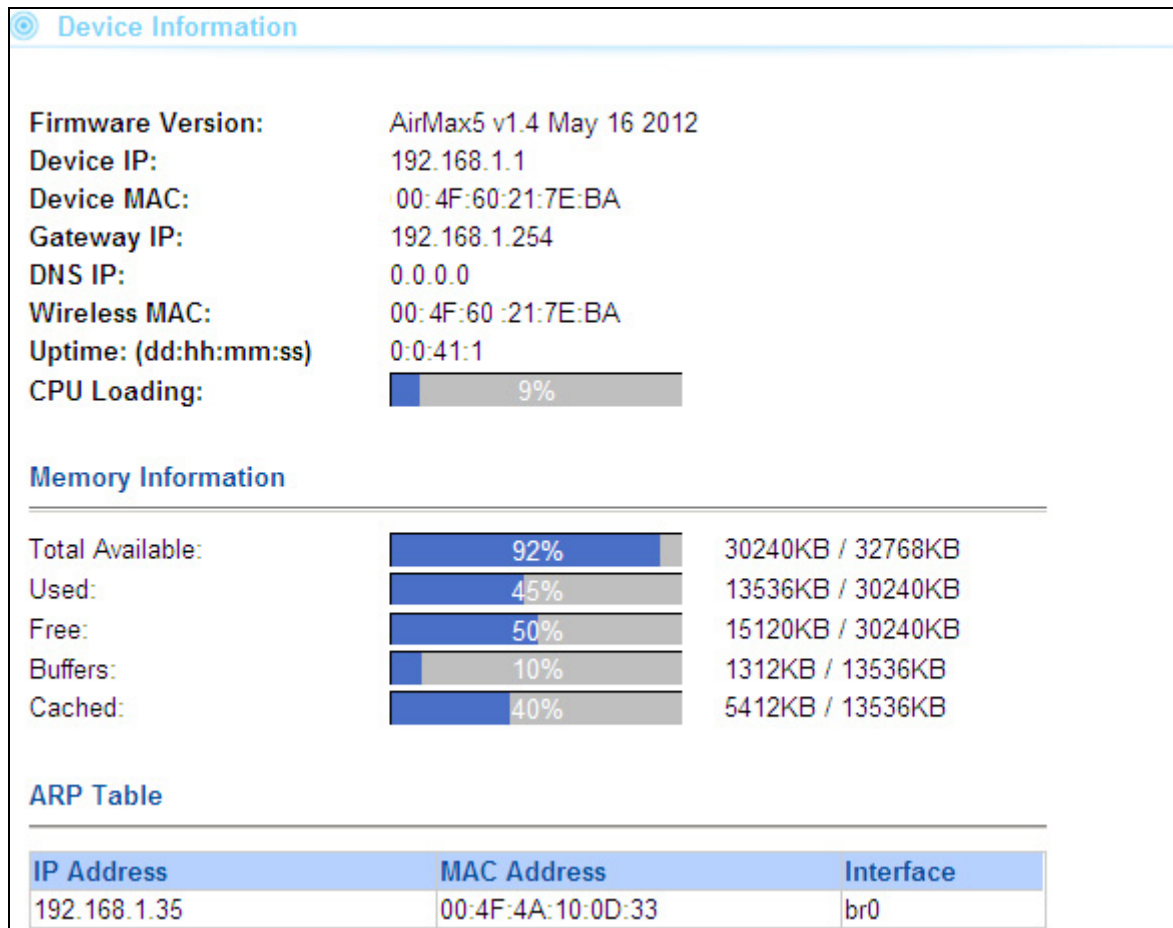 Device Information
Firmware Version: AirMax5 v1.4 May 16 2012
Device IP: 192.168.1.1
Device MAC: 00:4F:60:21:7E:BA
Gateway IP: 192.168.1.254
DNS IP: 0.0.0.0
Wireless MAC: 00:4F:60 :21:7E:BA
Uptime: (dd:hh:mm:ss) 0:0:41:1
CPU Loading: 9%
Memory Information
Total Available: 92% 30240KB / 32768KB
Used: 45% 13536KB / 30240KB
Free: 50% 15120KB / 30240KB
Buffers: 10% 1312KB / 13536KB
Cached: 40% 5412KB / 13536KB
ARP Table
IP Address MAC Address Interface
192.168.1.35 00:4F:4A:10:0D:33 br0